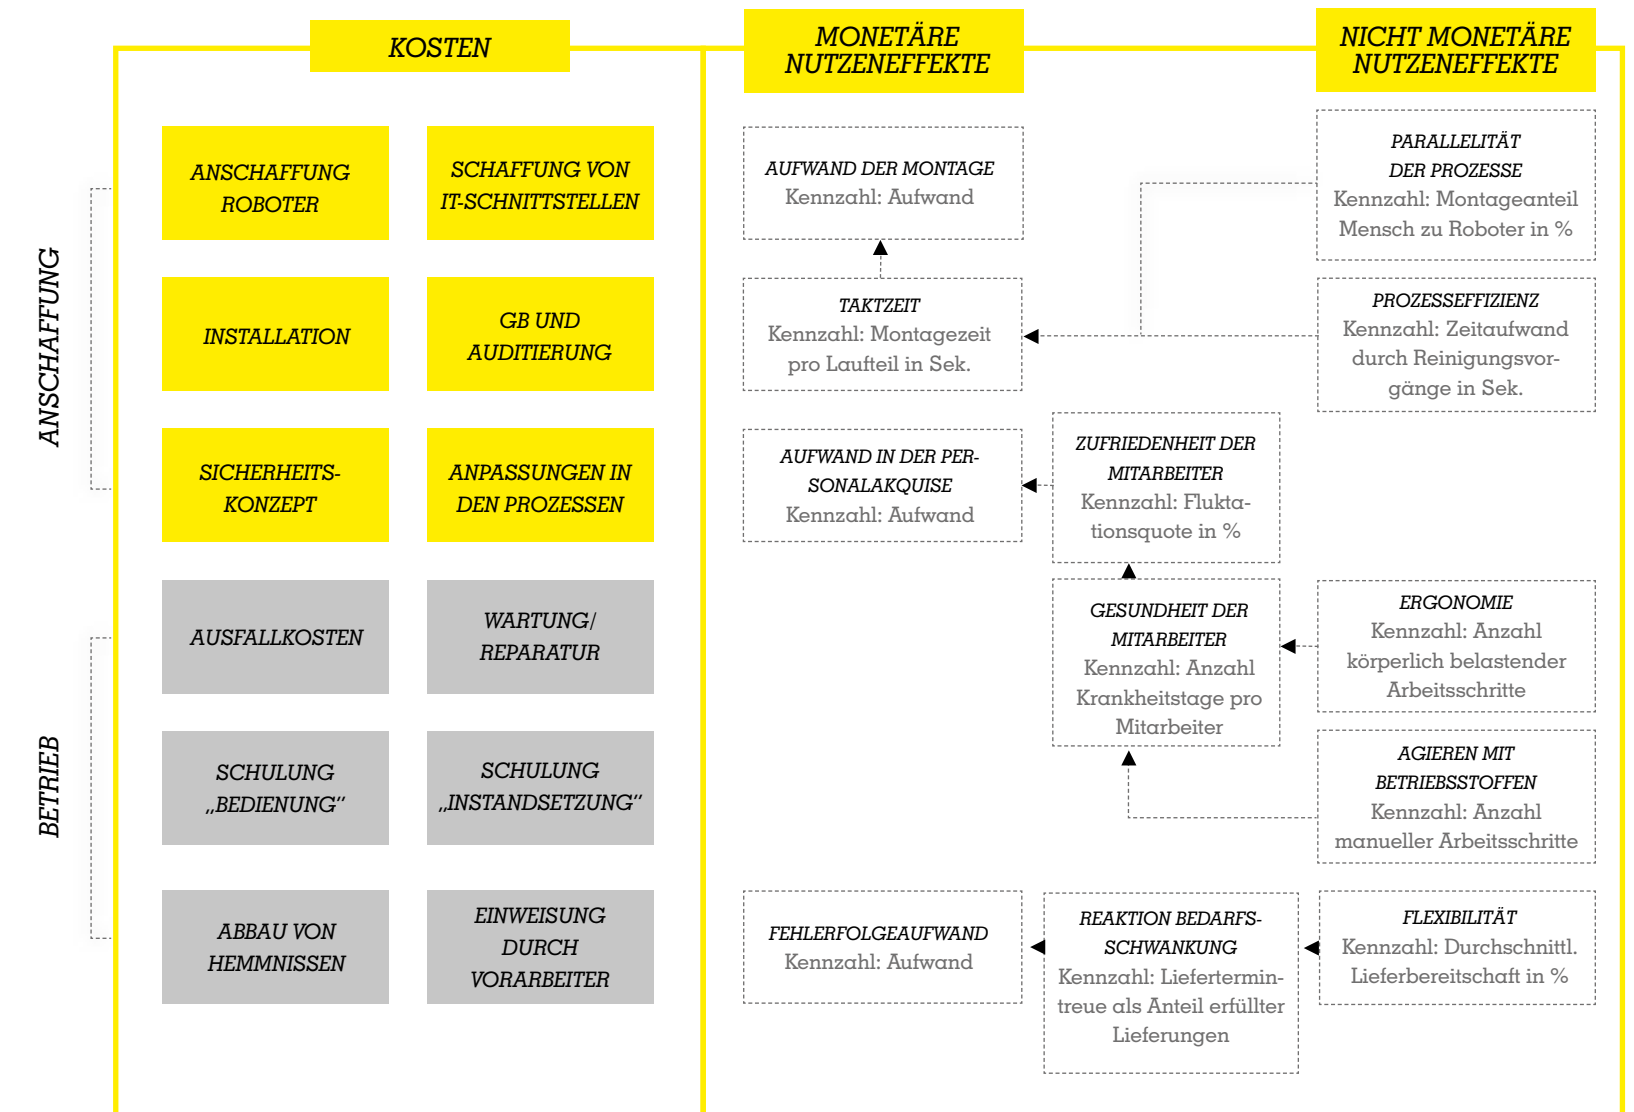 KOSTEN
MONETÄRE
NUTZENEFFEKTE
NICHT MONETÄRE
NUTZENEFFEKTE
ANSCHAFFUNG
ANSCHAFFUNG
ROBOTER
SCHAFFUNG VON
IT-SCHNITTSTELLEN
INSTALLATION
GB UND
AUDITIERUNG
SICHERHEITS-
KONZEPT
ANPASSUNGEN IN
DEN PROZESSEN
BETRIEB
AUSFALLKOSTEN
WARTUNG/
REPARATUR
SCHULUNG
„BEDIENUNG“
SCHULUNG
„INSTANDSETZUNG“
ABBAU VON
HEMMNISSEN
EINWEISUNG
DURCH
VORARBEITER
AUFWAND DER MONTAGE
Kennzahl: Aufwand
PARALLELITÄT
DER PROZESSE
Kennzahl: Montageanteil
Mensch zu Roboter in %
TAKTZEIT
Kennzahl: Montagezeit
pro Laufteil in Sek.
PROZESSEFFIZIENZ
Kennzahl: Zeitaufwand
durch Reinigungsvor-
gänge in Sek.
AUFWAND IN DER PER-
SONALAKQUISE
Kennzahl: Aufwand
ZUFRIEDENHEIT DER
MITARBEITER
Kennzahl: Flukta-
tionsquote in %
GESUNDHEIT DER
MITARBEITER
Kennzahl: Anzahl
Krankheitstage pro
Mitarbeiter
ERGONOMIE
Kennzahl: Anzahl
körperlich belastender
Arbeitsschritte
AGIEREN MIT
BETRIEBSSTOFFEN
Kennzahl: Anzahl
manueller Arbeitsschritte
FEHLERFOLGEAUFWAND
Kennzahl: Aufwand
REAKTION BEDARFS-
SCHWANKUNG
Kennzahl: Liefertermin-
treue als Anteil erfüllter
Lieferungen
FLEXIBILITÄT
Kennzahl: Durchschnittl.
Lieferbereitschaft in %